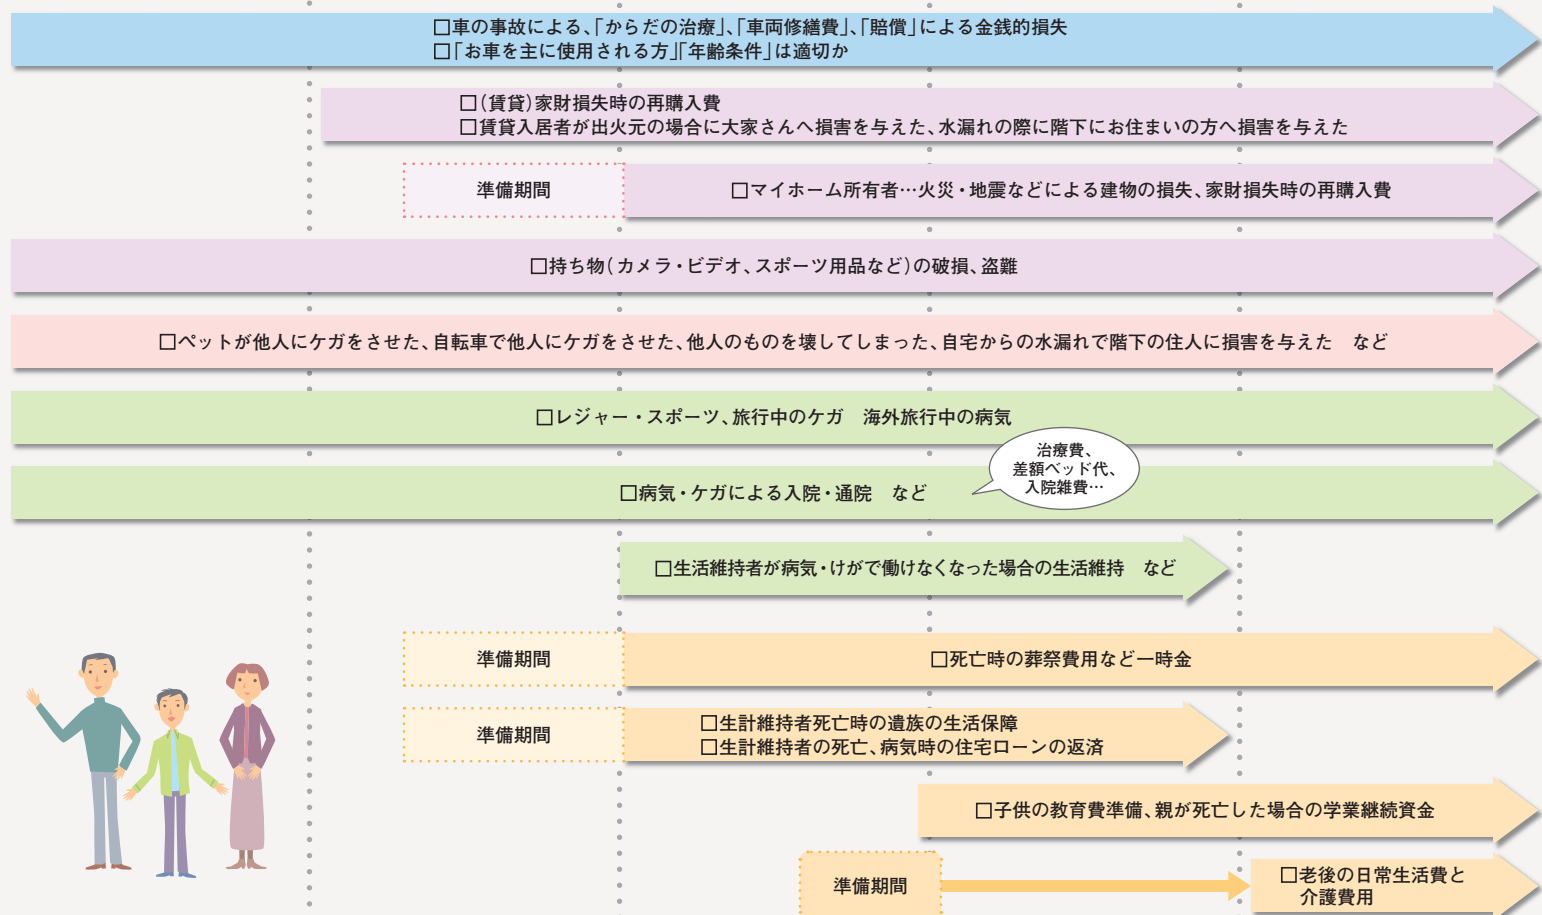 □車の事故による、「からだの治療」、「車両修繕費」、「賠償」による金銭的損失
□「お車を主に使用される方」「年齢条件」は適切か
□(賃貸)家財損失時の再購入費
□賃貸入居者が出火元の場合に大家さんへ損害を与えた、水漏れの際に階下にお住まいの方へ損害を与えた
準備期間
□マイホーム所有者…火災・地震などによる建物の損失、家財損失時の再購入費
□持ち物(カメラ・ビデオ、スポーツ用品など)の破損、盗難
□ペットが他人にケガをさせた、自転車で他人にケガをさせた、他人のものを壊してしまった、自宅からの水漏れで階下の住人に損害を与えた　など
□レジャー・スポーツ、旅行中のケガ　海外旅行中の病気
治療費、
差額ベッド代、
入院雑費…
□病気・ケガによる入院・通院　など
□生活維持者が病気・けがで働けなくなった場合の生活維持　など
準備期間
□死亡時の葬祭費用など一時金
準備期間
□生計維持者死亡時の遺族の生活保障
□生計維持者の死亡、病気時の住宅ローンの返済
□子供の教育費準備、親が死亡した場合の学業継続資金
準備期間
□老後の日常生活費と
介護費用